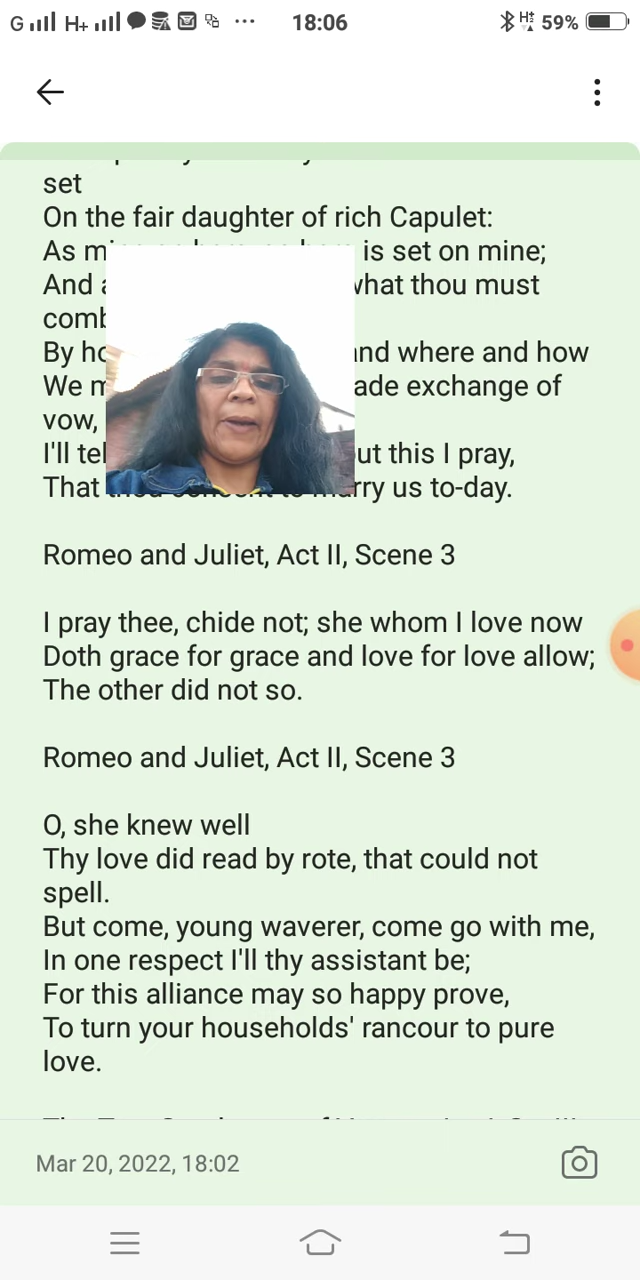 G H+ ... 18:06 59%
set
On the fair daughter of rich Capulet:
As is set on mine;
And what thou must
By and where and how
We exchange of
vow,
I'll this I pray,
That us to-day.
Romeo and Juliet, Act II, Scene 3
I pray thee, chide not; she whom I love now
Doth grace for grace and love for love allow;
The other did not so.
Romeo and Juliet, Act II, Scene 3
O, she knew well
Thy love did read by rote, that could not
spell.
But come, young waverer, come go with me,
In one respect I'll thy assistant be;
For this alliance may so happy prove,
To turn your households' rancour to pure
love.
Mar 20, 2022, 18:02